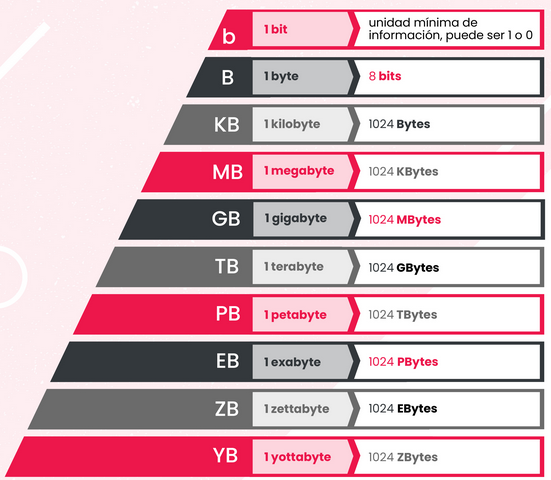 b 1 bit unidad mínima de
información, puede ser 1 o 0
B 1 byte 8 bits
KB 1 kilobyte 1024 Bytes
MB 1 megabyte 1024 KBytes
GB 1 gigabyte 1024 MBytes
TB 1 terabyte 1024 GBytes
PB 1 petabyte 1024 TBytes
EB 1 exabyte 1024 PBytes
ZB 1 zettabyte 1024 EBytes
YB 1 yottabyte 1024 ZBytes